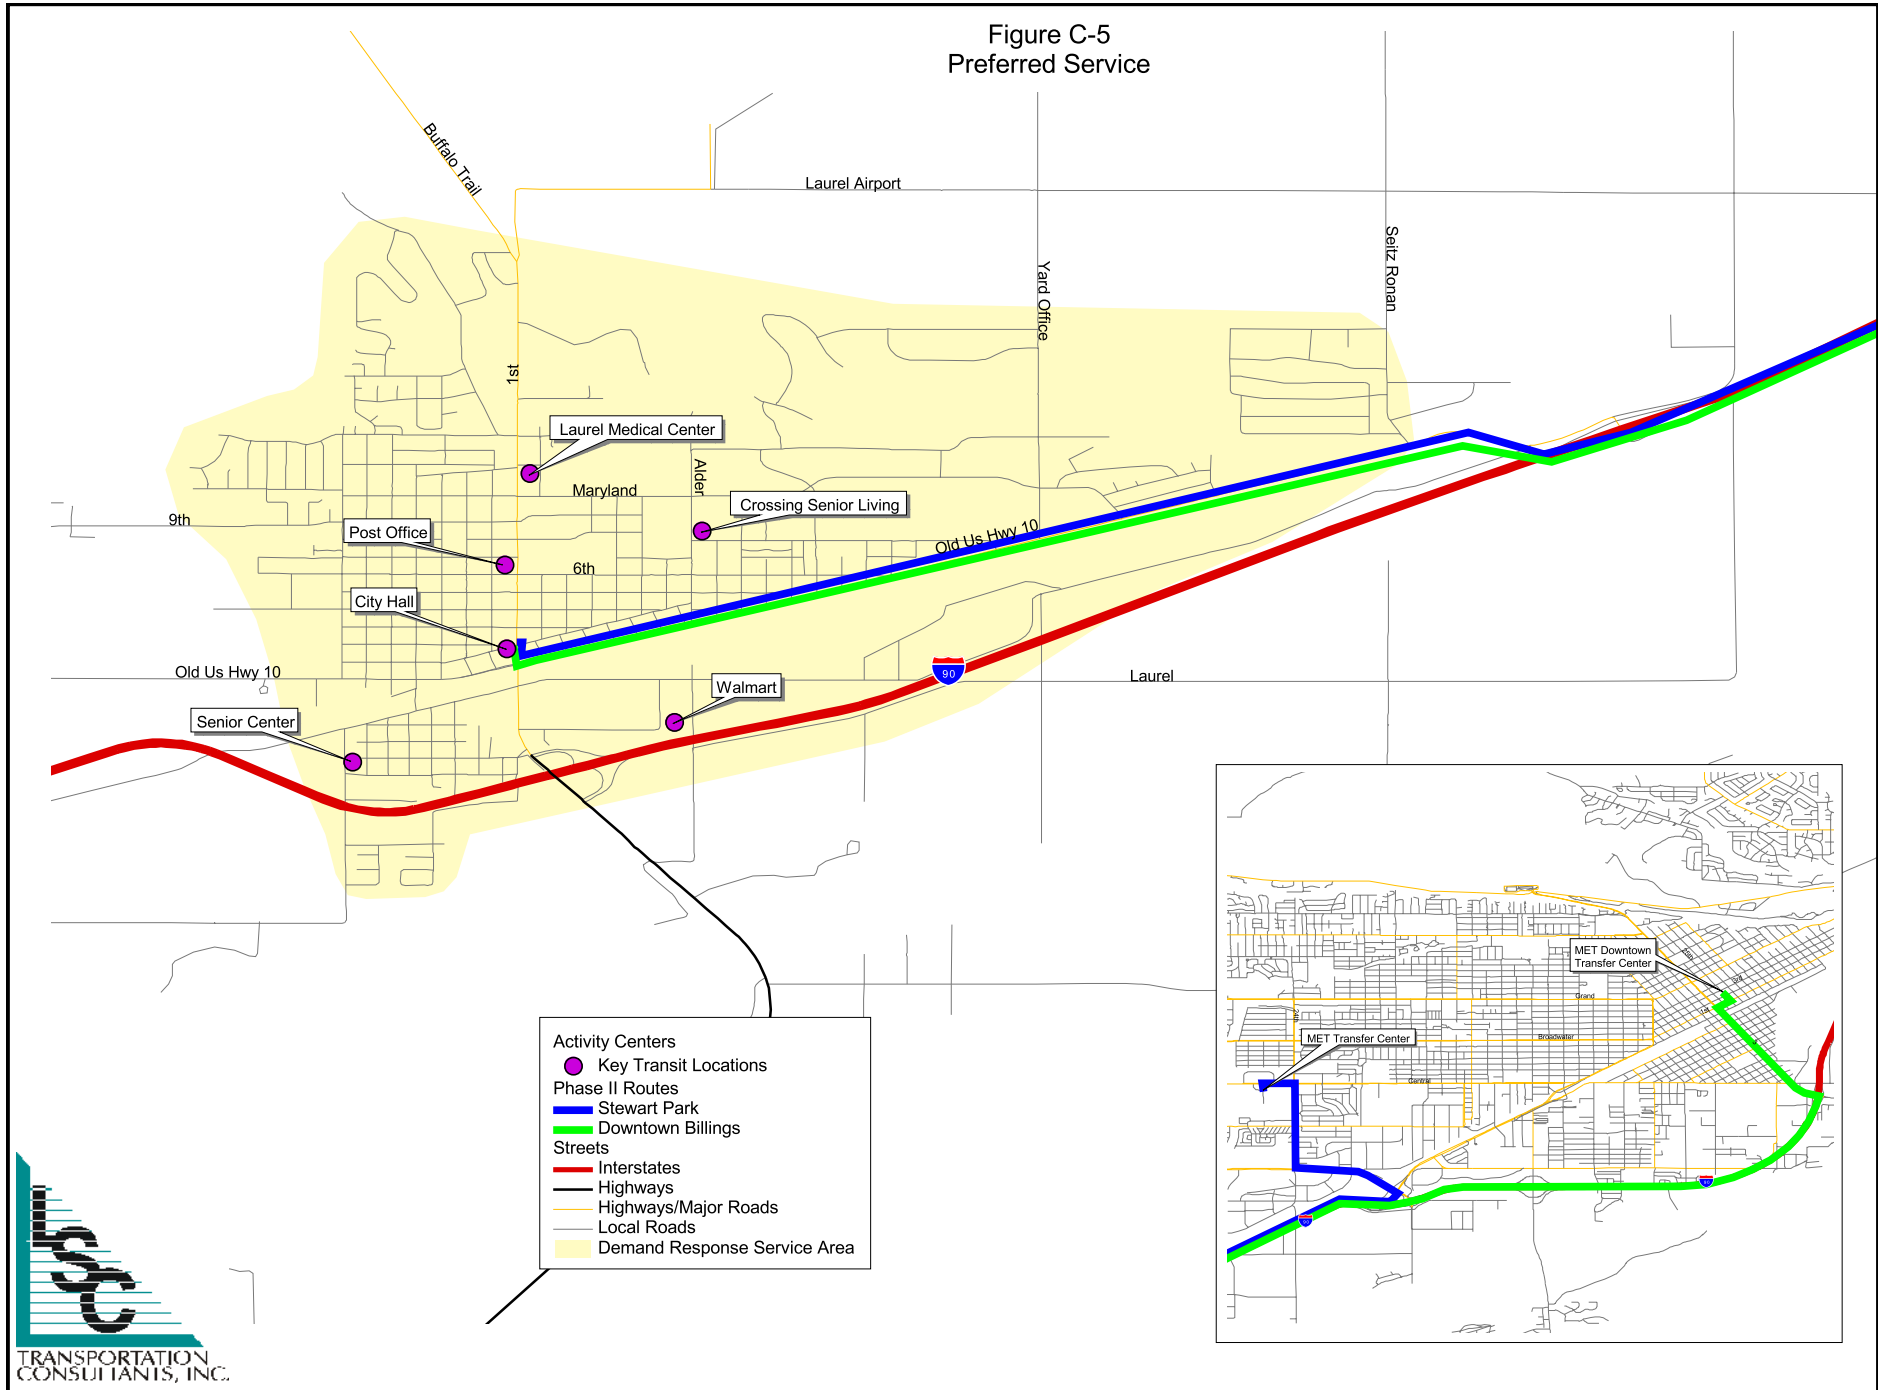 Figure C-5
Preferred Service
Buffalo Trail
Laurel Airport
Seitz Ronan
Yard Office
1st
Laurel Medical Center
Alder
Maryland
Crossing Senior Living
9th
Post Office
Old Us Hwy 10
6th
City Hall
Old Us Hwy 10
90
Laurel
Walmart
Senior Center
MET Downtown
Transfer Center
Grand
24th
MET Transfer Center
Broadwater
Central
Activity Centers
Key Transit Locations
Phase II Routes
Stewart Park
Downtown Billings
Streets
Interstates
Highways
Highways/Major Roads
Local Roads
Demand Response Service Area
LSC
TRANSPORTATION
CONSULTANTS, INC.